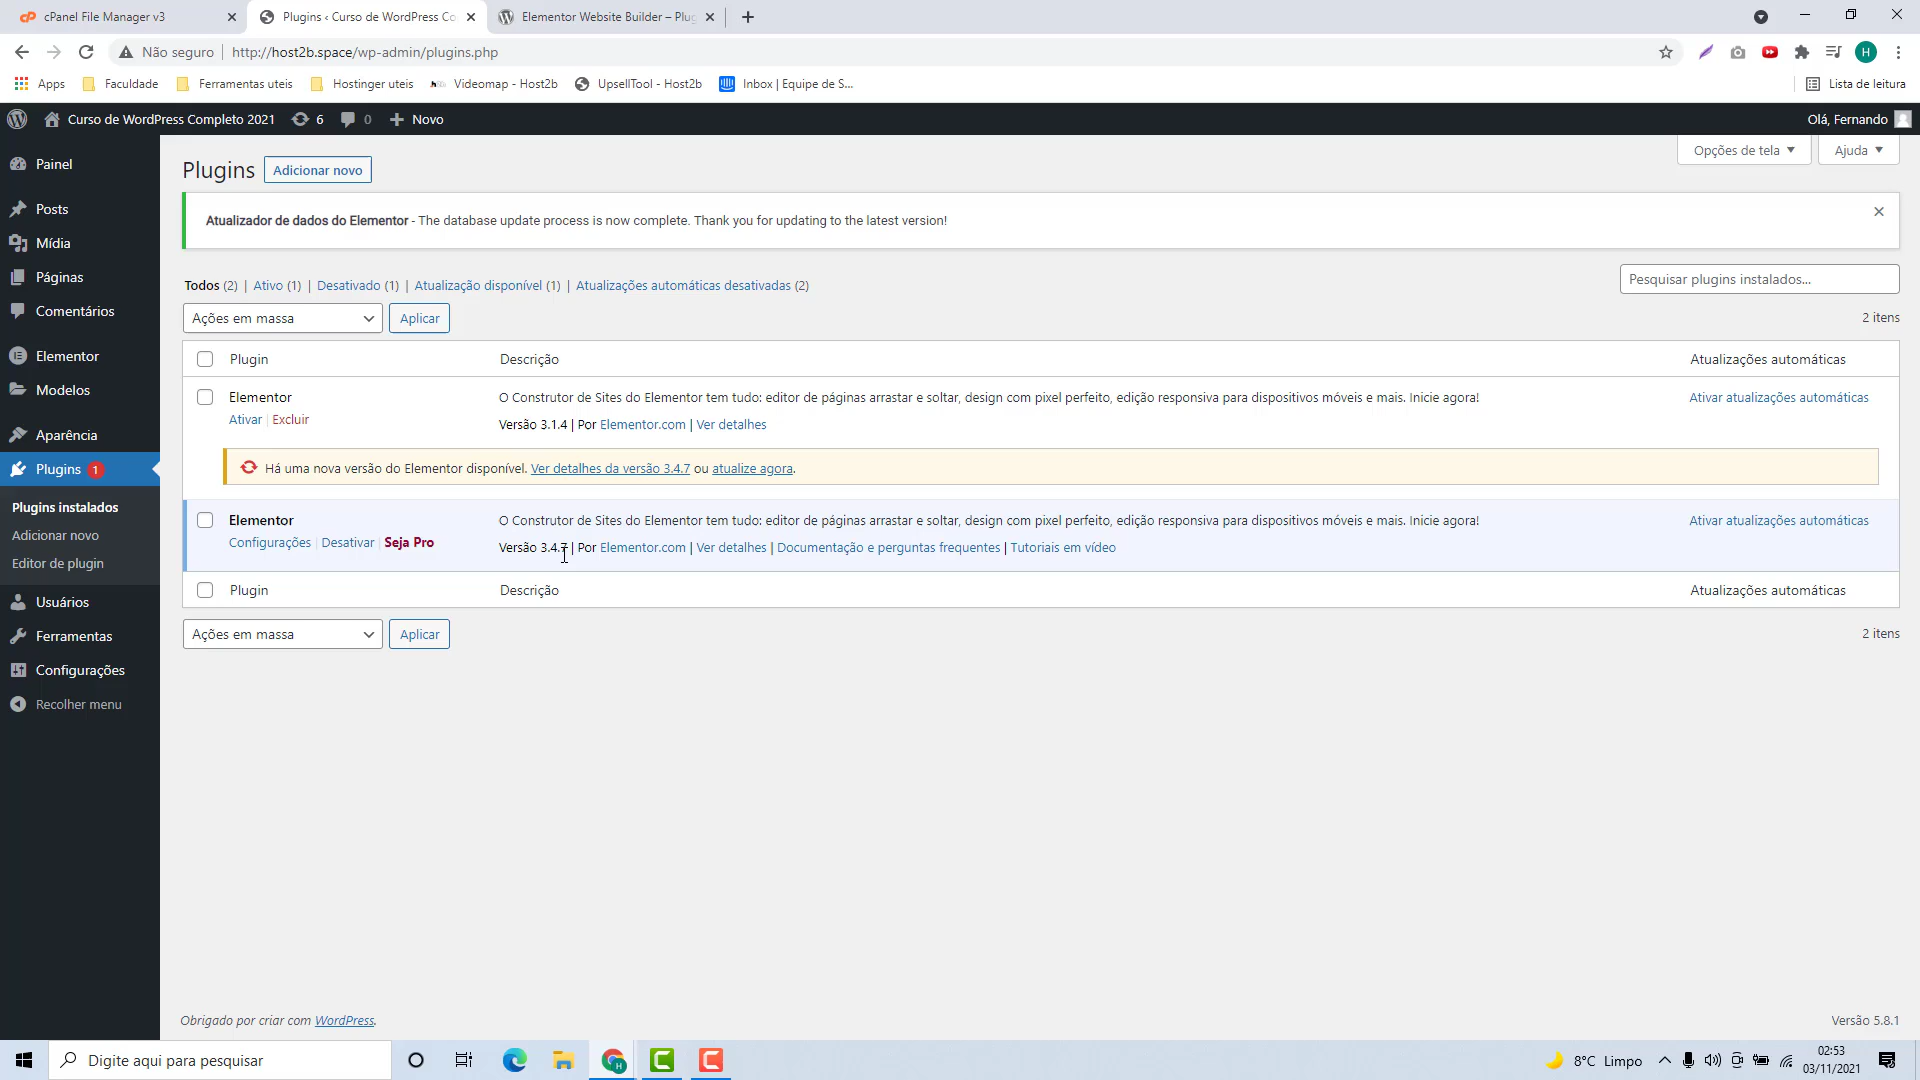 cPanel File Manager v3
Plugins ‹ Curso de WordPress Co
Elementor Website Builder – Plug
Não seguro
http://host2b.space/wp-admin/plugins.php
H
Apps
Faculdade
Ferramentas uteis
Hostinger uteis
Videomap - Host2b
UpsellTool - Host2b
Inbox | Equipe de S...
Lista de leitura
Curso de WordPress Completo 2021
6
0
Novo
Olá, Fernando
Painel
Posts
Mídia
Páginas
Comentários
Elementor
Modelos
Aparência
Plugins 1
Plugins instalados
Adicionar novo
Editor de plugin
Usuários
Ferramentas
Configurações
Recolher menu
Opções de tela
Ajuda
Plugins
Adicionar novo
Atualizador de dados do Elementor - The database update process is now complete. Thank you for updating to the latest version!
Todos (2) | Ativo (1) | Desativado (1) | Atualização disponível (1) | Atualizações automáticas desativadas (2)
Pesquisar plugins instalados...
Ações em massa
Aplicar
2 itens
Plugin
Descrição
Atualizações automáticas
Elementor
O Construtor de Sites do Elementor tem tudo: editor de páginas arrastar e soltar, design com pixel perfeito, edição responsiva para dispositivos móveis e mais. Inicie agora!
Ativar atualizações automáticas
Ativar | Excluir
Versão 3.1.4 | Por Elementor.com | Ver detalhes
Há uma nova versão do Elementor disponível. Ver detalhes da versão 3.4.7 ou atualize agora.
Elementor
O Construtor de Sites do Elementor tem tudo: editor de páginas arrastar e soltar, design com pixel perfeito, edição responsiva para dispositivos móveis e mais. Inicie agora!
Ativar atualizações automáticas
Configurações | Desativar | Seja Pro
Versão 3.4.7 | Por Elementor.com | Ver detalhes | Documentação e perguntas frequentes | Tutoriais em vídeo
Plugin
Descrição
Atualizações automáticas
Ações em massa
Aplicar
2 itens
Obrigado por criar com WordPress.
Versão 5.8.1
Digite aqui para pesquisar
8°C Limpo
02:53
03/11/2021